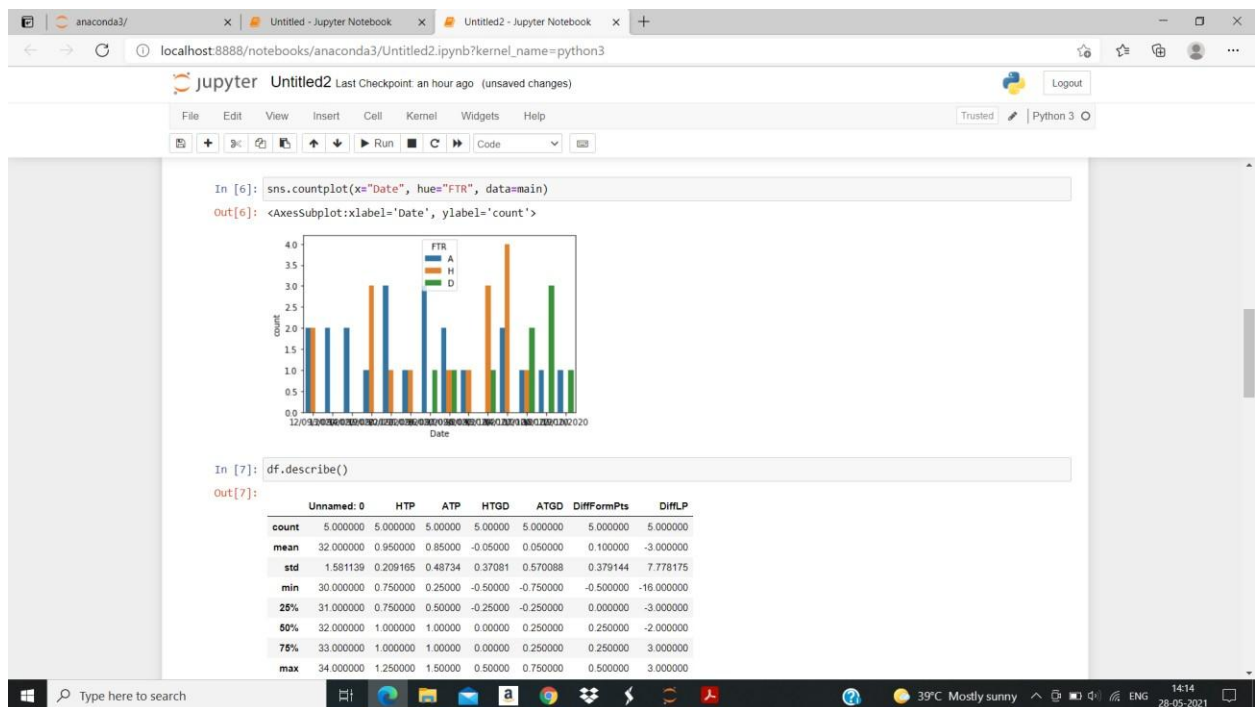 anaconda3/
Untitled - Jupyter Notebook
Untitled2 - Jupyter Notebook
localhost:8888/notebooks/anaconda3/Untitled2.ipynb?kernel_name=python3
jupyter Untitled2 Last Checkpoint: an hour ago (unsaved changes)
Logout
File Edit View Insert Cell Kernel Widgets Help
Trusted Python 3
Run Code
In [6]: sns.countplot(x="Date", hue="FTR", data=main)
Out[6]: <AxesSubplot:xlabel='Date', ylabel='count'>
FTR
A
H
D
4.0
3.5
3.0
2.5
2.0
1.5
1.0
0.5
0.0
count
Date
In [7]: df.describe()
Out[7]:
Unnamed: 0 HTP ATP HTGD ATGD DiffFormPts DiffLP
count 5.000000 5.000000 5.00000 5.00000 5.000000 5.000000 5.000000
mean 32.000000 0.950000 0.85000 -0.05000 0.050000 0.100000 -3.000000
std 1.581139 0.209165 0.48734 0.37081 0.570088 0.379144 7.778175
min 30.000000 0.750000 0.25000 -0.50000 -0.750000 -0.500000 -16.000000
25% 31.000000 0.750000 0.50000 -0.25000 -0.250000 0.000000 -3.000000
50% 32.000000 1.000000 1.00000 0.00000 0.250000 0.250000 -2.000000
75% 33.000000 1.000000 1.00000 0.00000 0.250000 0.250000 3.000000
max 34.000000 1.250000 1.50000 0.50000 0.750000 0.500000 3.000000
Type here to search
a
39°C Mostly sunny
ENG
14:14
28-05-2021